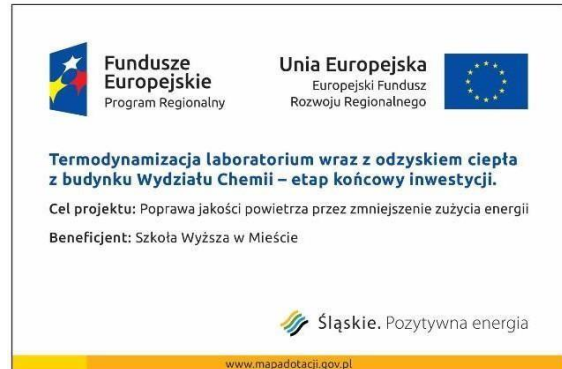 Fundusze
Europejskie
Program Regionalny
Unia Europejska
Europejski Fundusz
Rozwoju Regionalnego
Termodynamizacja laboratorium wraz z odzyskiem ciepła
z budynku Wydziału Chemii – etap końcowy inwestycji.
Cel projektu: Poprawa jakości powietrza przez zmniejszenie zużycia energii
Beneficjent: Szkoła Wyższa w Mieście
Śląskie. Pozytywna energia
www.mapadotacji.gov.pl